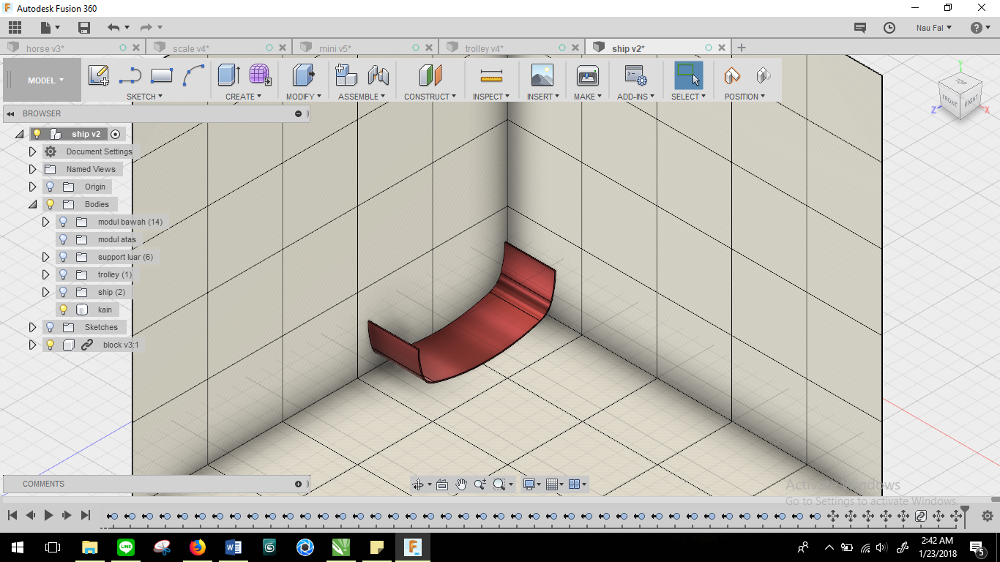 Autodesk Fusion 360
Nau Fal
horse v3*
scale v4*
mini v5*
trolley v4*
ship v2*
MODEL
SKETCH
CREATE
MODIFY
ASSEMBLE
CONSTRUCT
INSPECT
INSERT
MAKE
ADD-INS
SELECT
POSITION
Y
TOP
FRONT
RIGHT
Z
X
BROWSER
ship v2
Document Settings
Named Views
Origin
Bodies
modul bawah (14)
modul atas
support luar (6)
trolley (1)
ship (2)
kain
Sketches
block v3:1
COMMENTS
Activate Windows
Go to Settings to activate Windows.
LINE
2:42 AM
1/23/2018
5